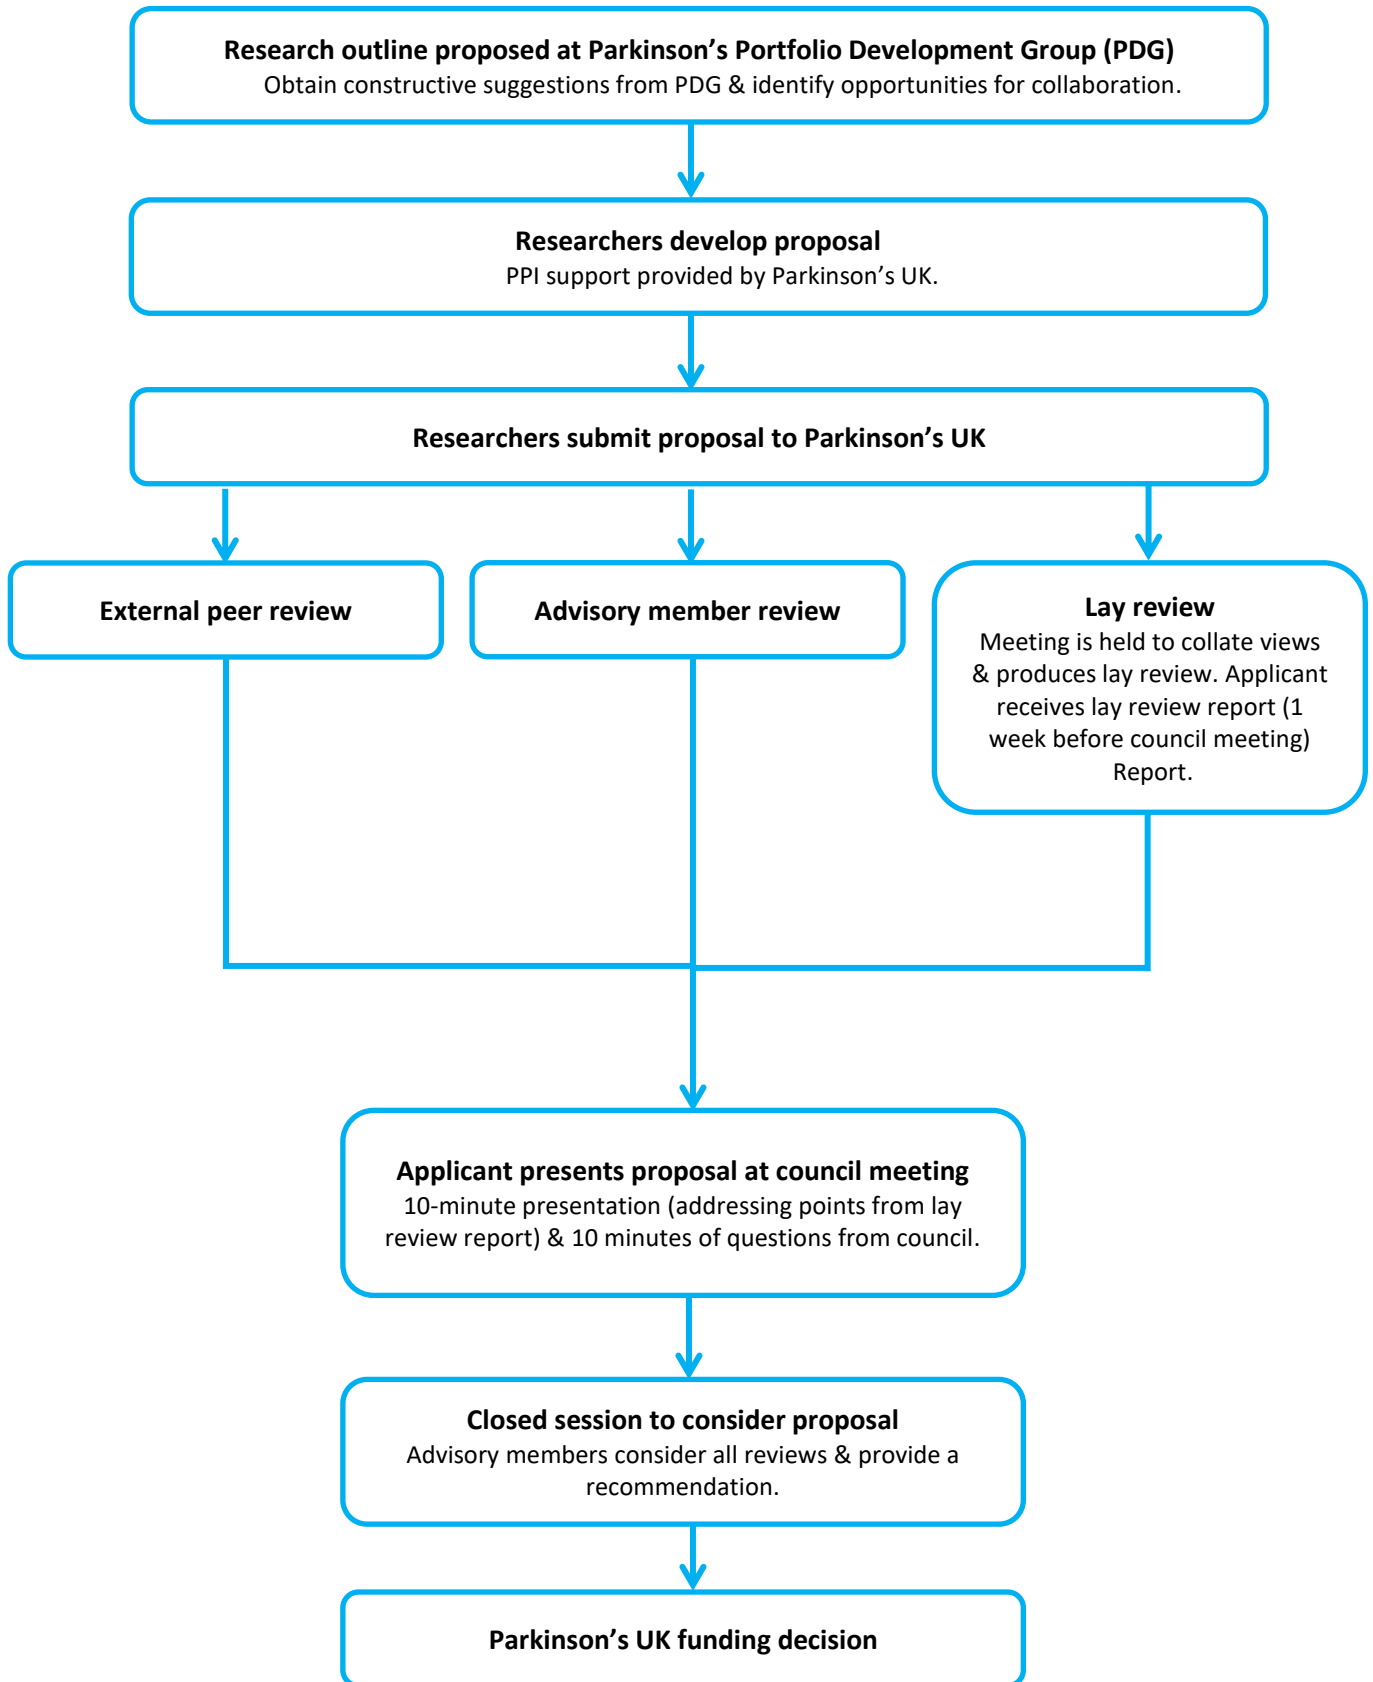 Research outline proposed at Parkinson’s Portfolio Development Group (PDG)
Obtain constructive suggestions from PDG & identify opportunities for collaboration.
Researchers develop proposal
PPI support provided by Parkinson’s UK.
Researchers submit proposal to Parkinson’s UK
External peer review
Advisory member review
Lay review
Meeting is held to collate views
& produces lay review. Applicant
receives lay review report (1
week before council meeting)
Report.
Applicant presents proposal at council meeting
10-minute presentation (addressing points from lay
review report) & 10 minutes of questions from council.
Closed session to consider proposal
Advisory members consider all reviews & provide a
recommendation.
Parkinson’s UK funding decision